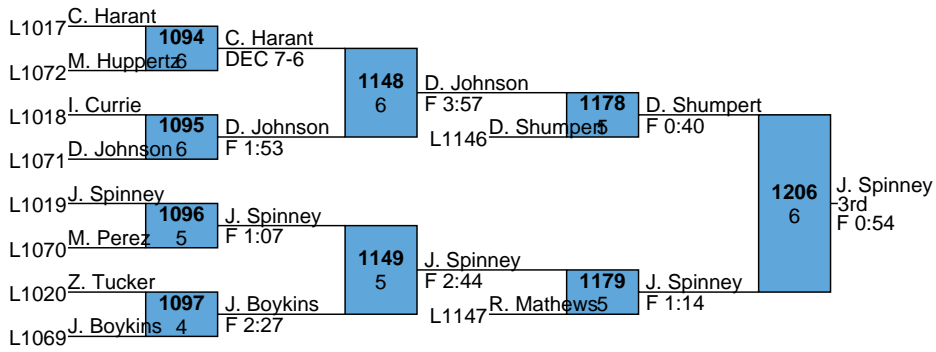 L1017 C. Harant
1094
6
L1072 M. Huppertz
C. Harant
DEC 7-6
L1018 I. Currie
1095
6
L1071 D. Johnson
D. Johnson
F 1:53
1148
6
D. Johnson
F 3:57
L1146 D. Shumpert
1178
5
D. Shumpert
F 0:40
L1019 J. Spinney
1096
5
L1070 M. Perez
J. Spinney
F 1:07
L1020 Z. Tucker
1097
4
L1069 J. Boykins
J. Boykins
F 2:27
1149
5
J. Spinney
F 2:44
L1147 R. Mathews
1179
5
J. Spinney
F 1:14
1206
6
J. Spinney
3rd
F 0:54